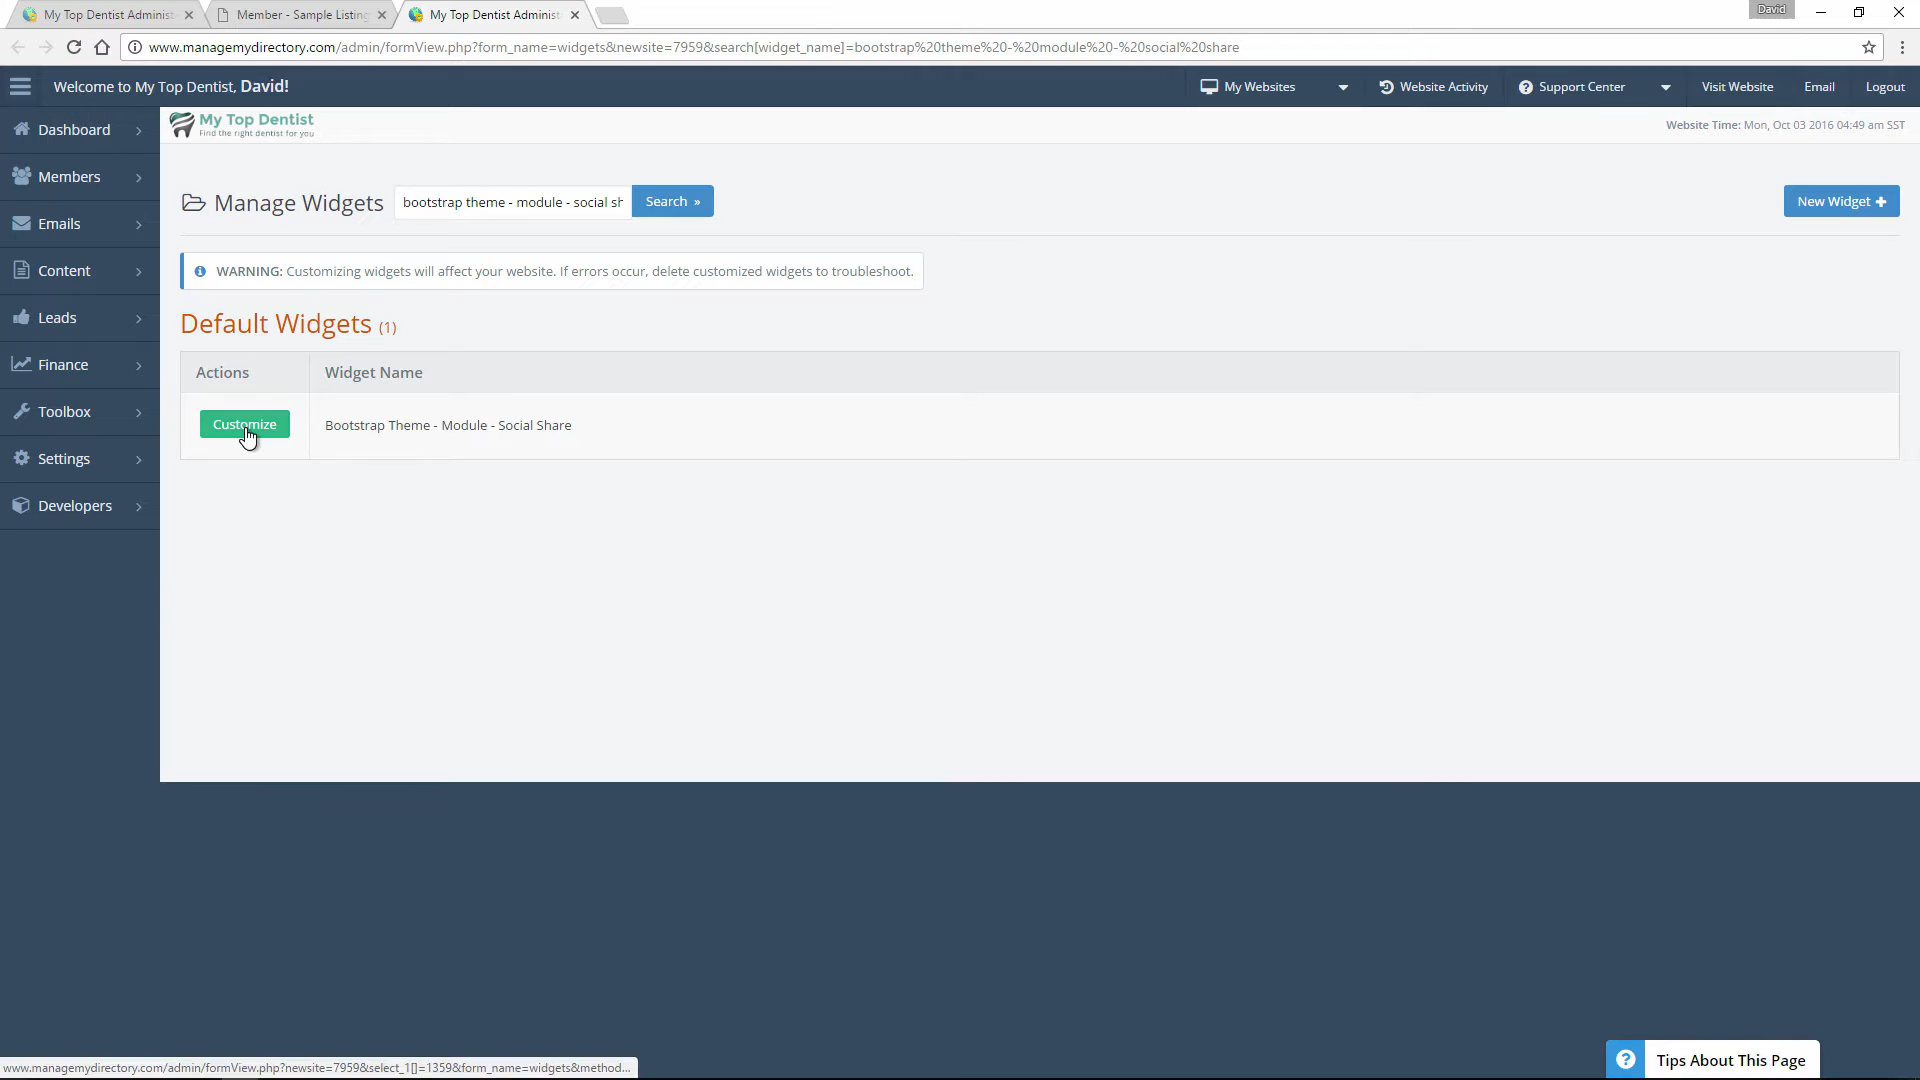 My Top Dentist Administ
Member - Sample Listing
My Top Dentist Administ
David
www.managemydirectory.com/admin/formView.php?form_name=widgets&newsite=7959&search[widget_name]=bootstrap%20theme%20-%20module%20-%20social%20share
Welcome to My Top Dentist, David!
My Websites
Website Activity
Support Center
Visit Website
Email
Logout
My Top Dentist
Find the right dentist for you
Website Time: Mon, Oct 03 2016 04:49 am SST
Dashboard
Members
Emails
Content
Leads
Finance
Toolbox
Settings
Developers
Manage Widgets
bootstrap theme - module - social sh
Search »
New Widget
WARNING: Customizing widgets will affect your website. If errors occur, delete customized widgets to troubleshoot.
Default Widgets (1)
Actions
Widget Name
Customize
Bootstrap Theme - Module - Social Share
www.managemydirectory.com/admin/formView.php?newsite=7959&select_1[]=1359&form_name=widgets&method...
Tips About This Page